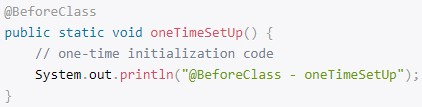 @BeforeClass
public static void oneTimeSetUp() {
    // one-time initialization code
    System.out.println("@BeforeClass - oneTimeSetUp");
}